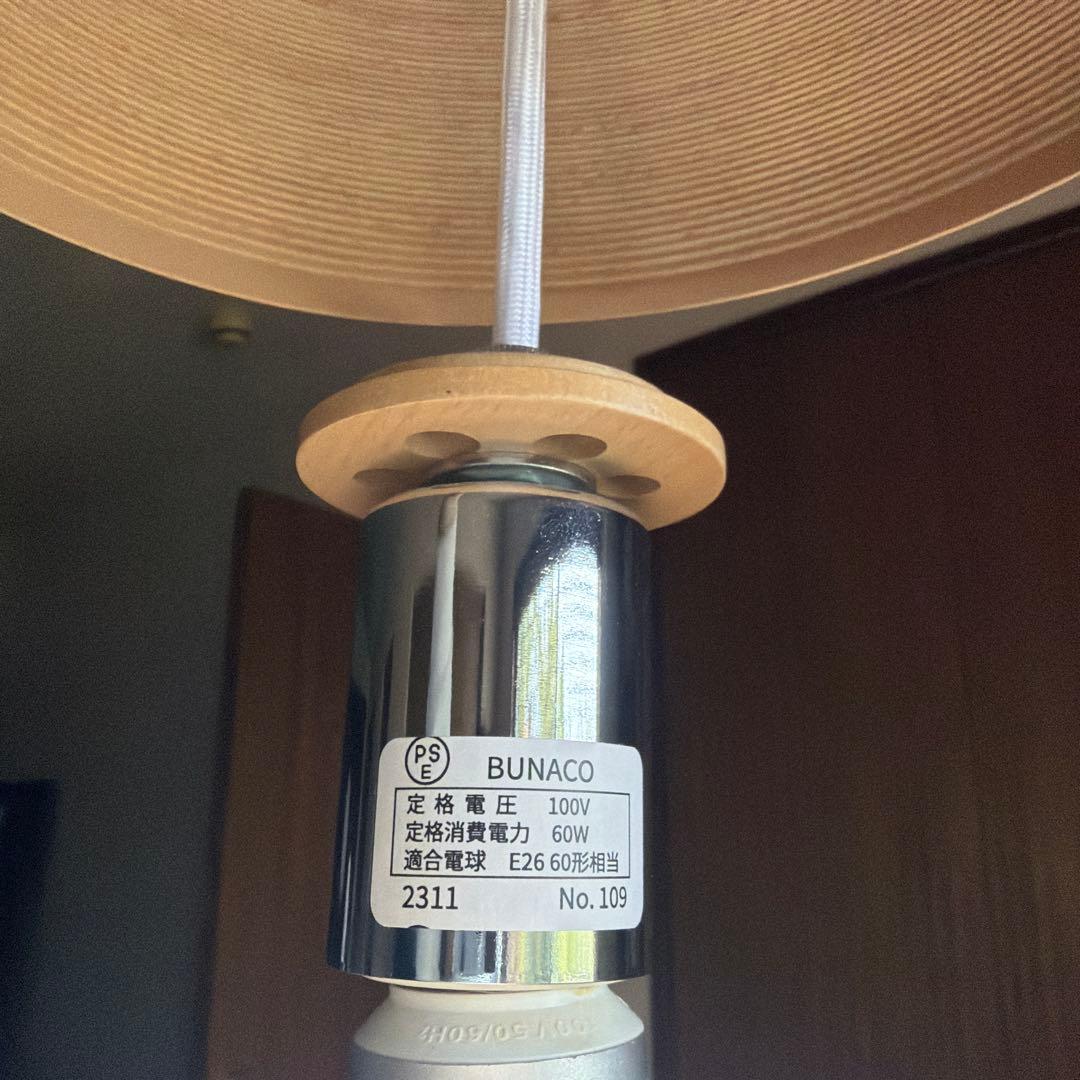 PS
E
BUNACO
定格電圧 100V
定格消費電力 60W
適合電球 E26 60形相当
2311 No. 109